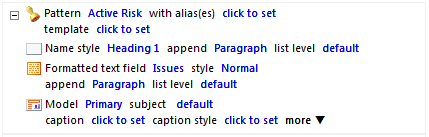 Pattern Active Risk with alias(es) click to set
template click to set
Name style Heading 1 append Paragraph list level default
Formatted text field Issues style Normal
append Paragraph list level default
Model Primary subject default
caption click to set caption style click to set more ▼